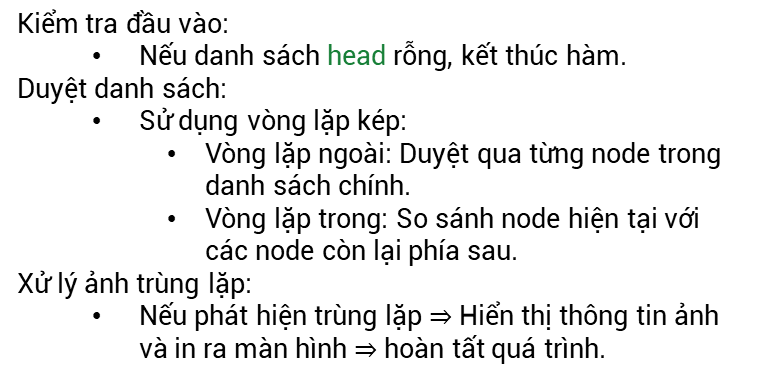 Kiểm tra đầu vào:
• Nếu danh sách head rỗng, kết thúc hàm.
Duyệt danh sách:
• Sử dụng vòng lặp kép:
• Vòng lặp ngoài: Duyệt qua từng node trong
danh sách chính.
• Vòng lặp trong: So sánh node hiện tại với
các node còn lại phía sau.
Xử lý ảnh trùng lặp:
• Nếu phát hiện trùng lặp ⇒ Hiển thị thông tin ảnh
và in ra màn hình ⇒ hoàn tất quá trình.